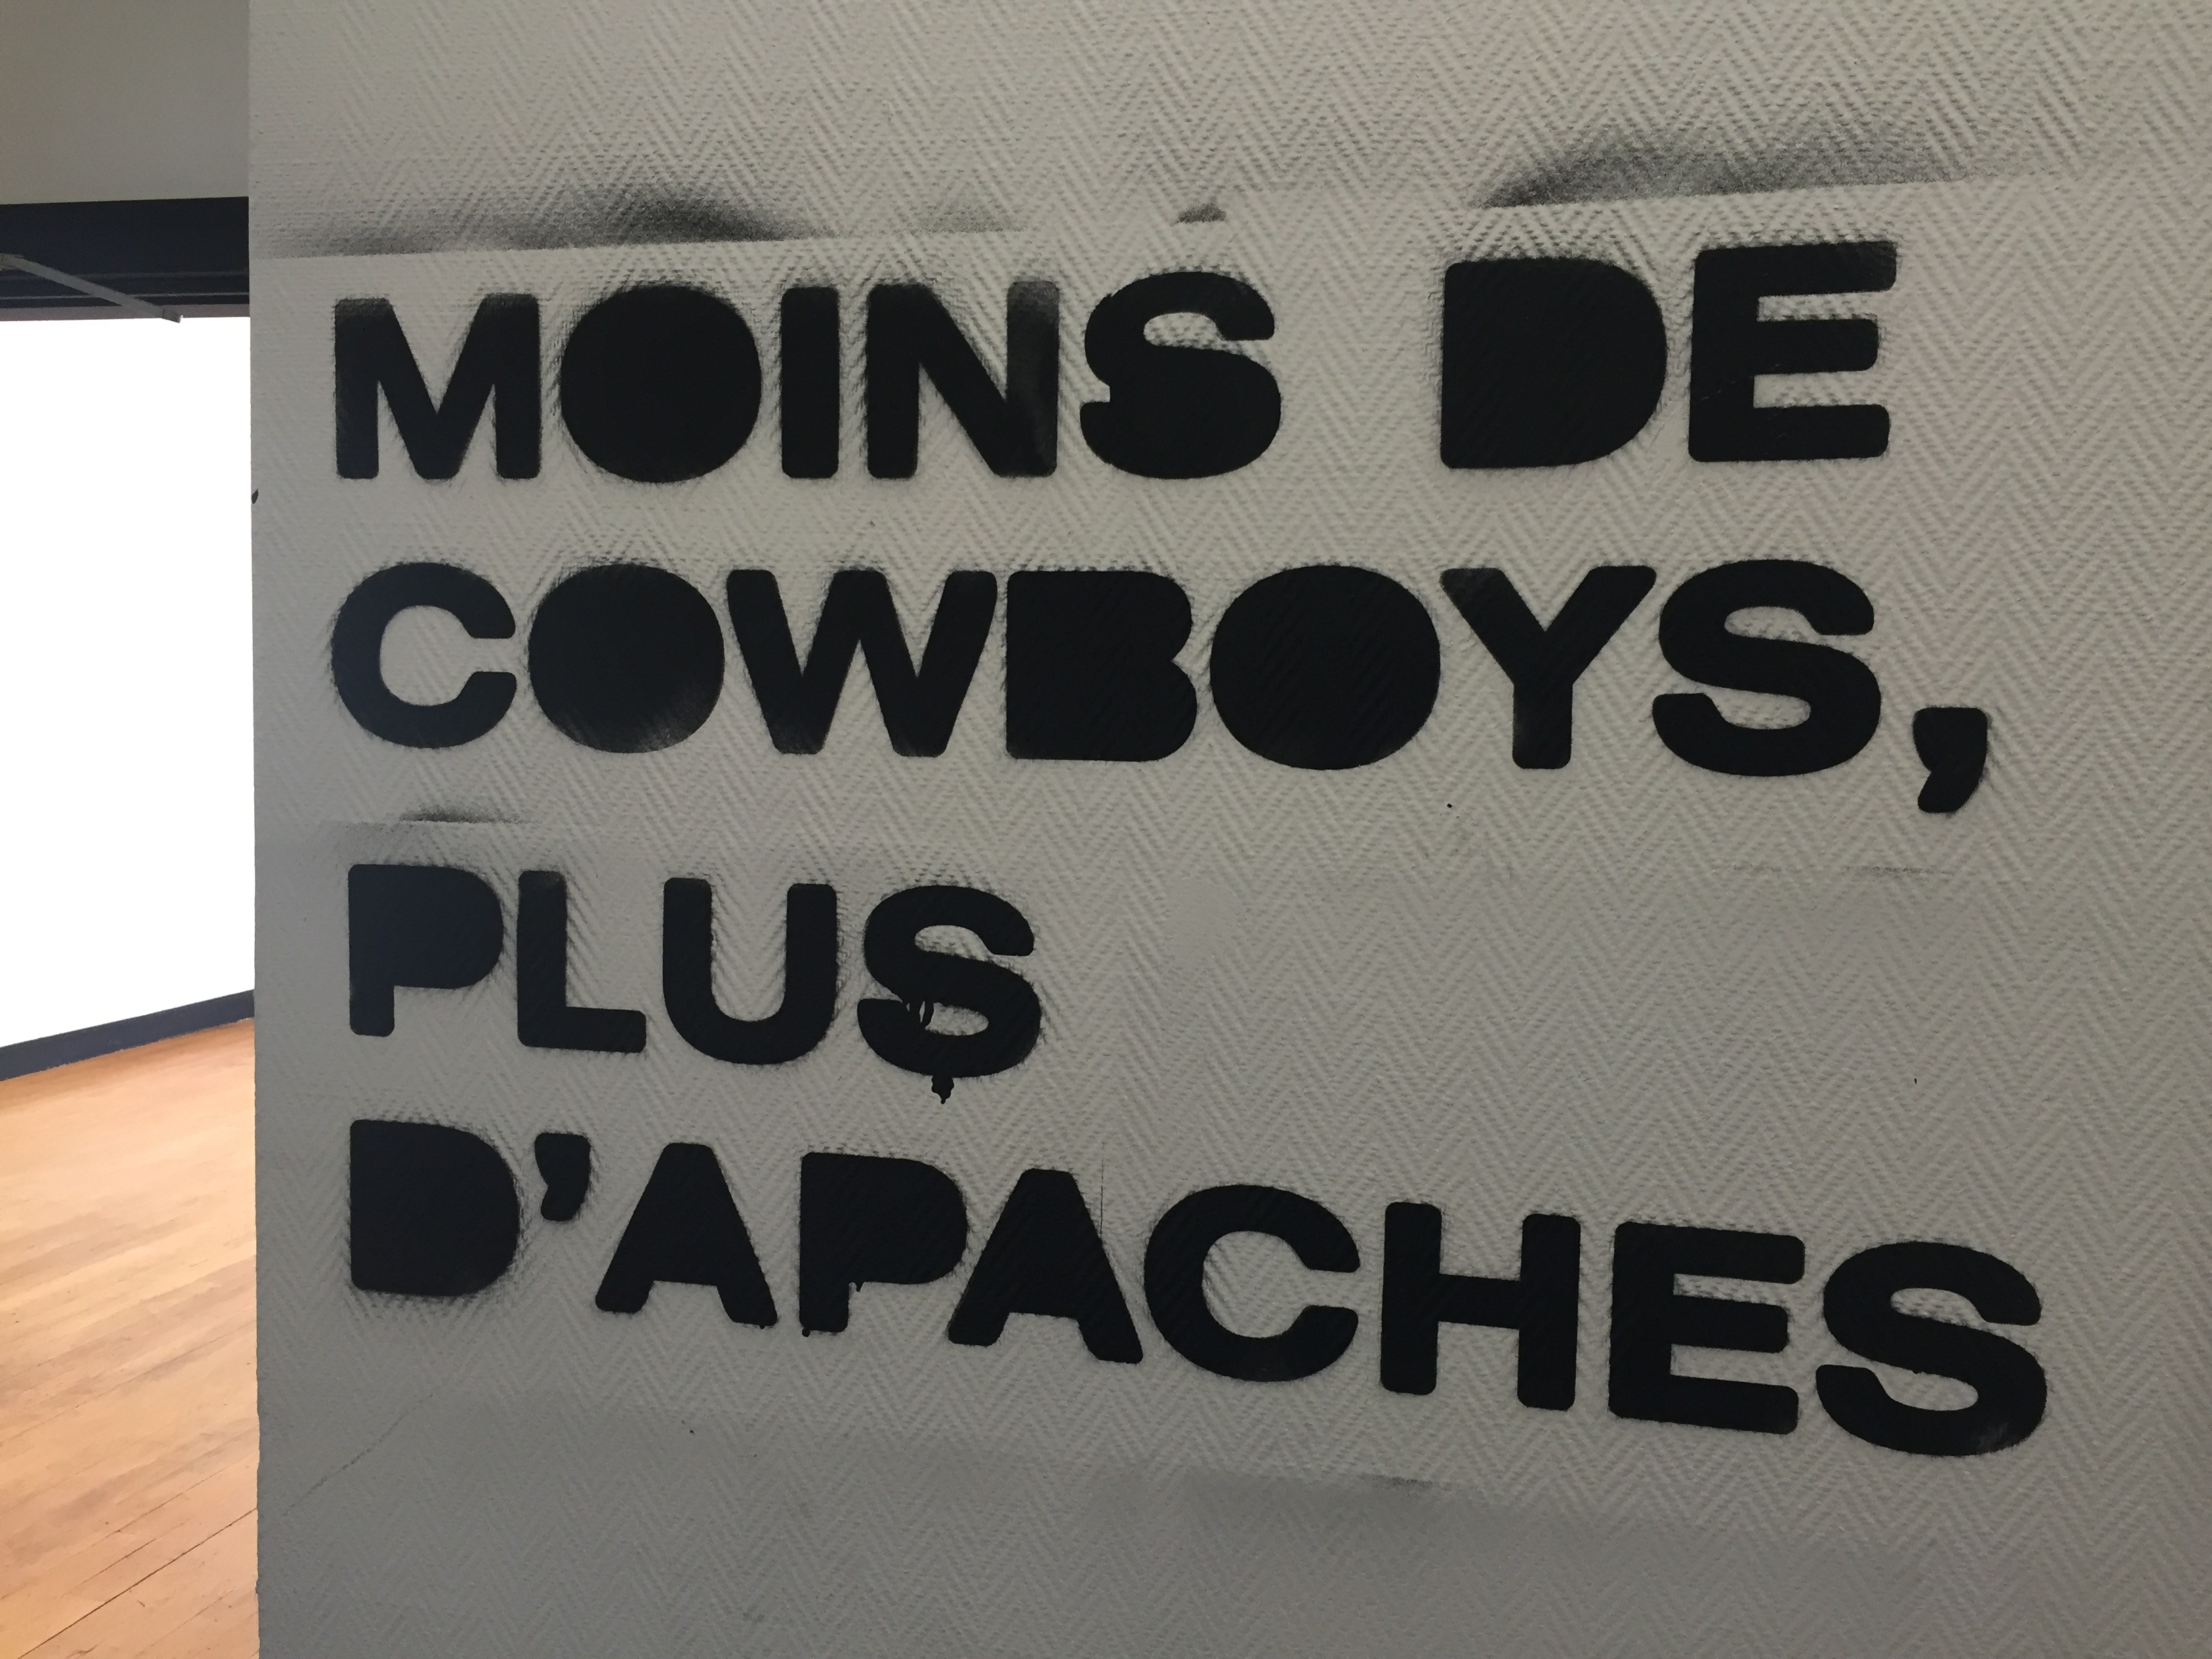 MOINS DE
COWBOYS,
PLUS
D'APACHES